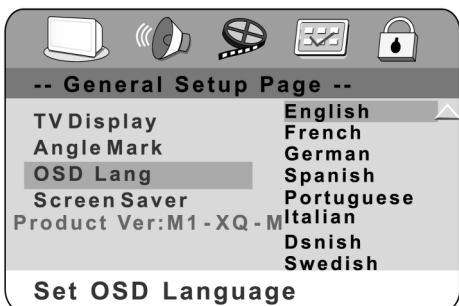 -- General Setup Page --
TV Display
Angle Mark
OSD Lang
Screen Saver
Product Ver:M1-XQ-M
English
French
German
Spanish
Portuguese
Italian
Dsnish
Swedish
Set OSD Language